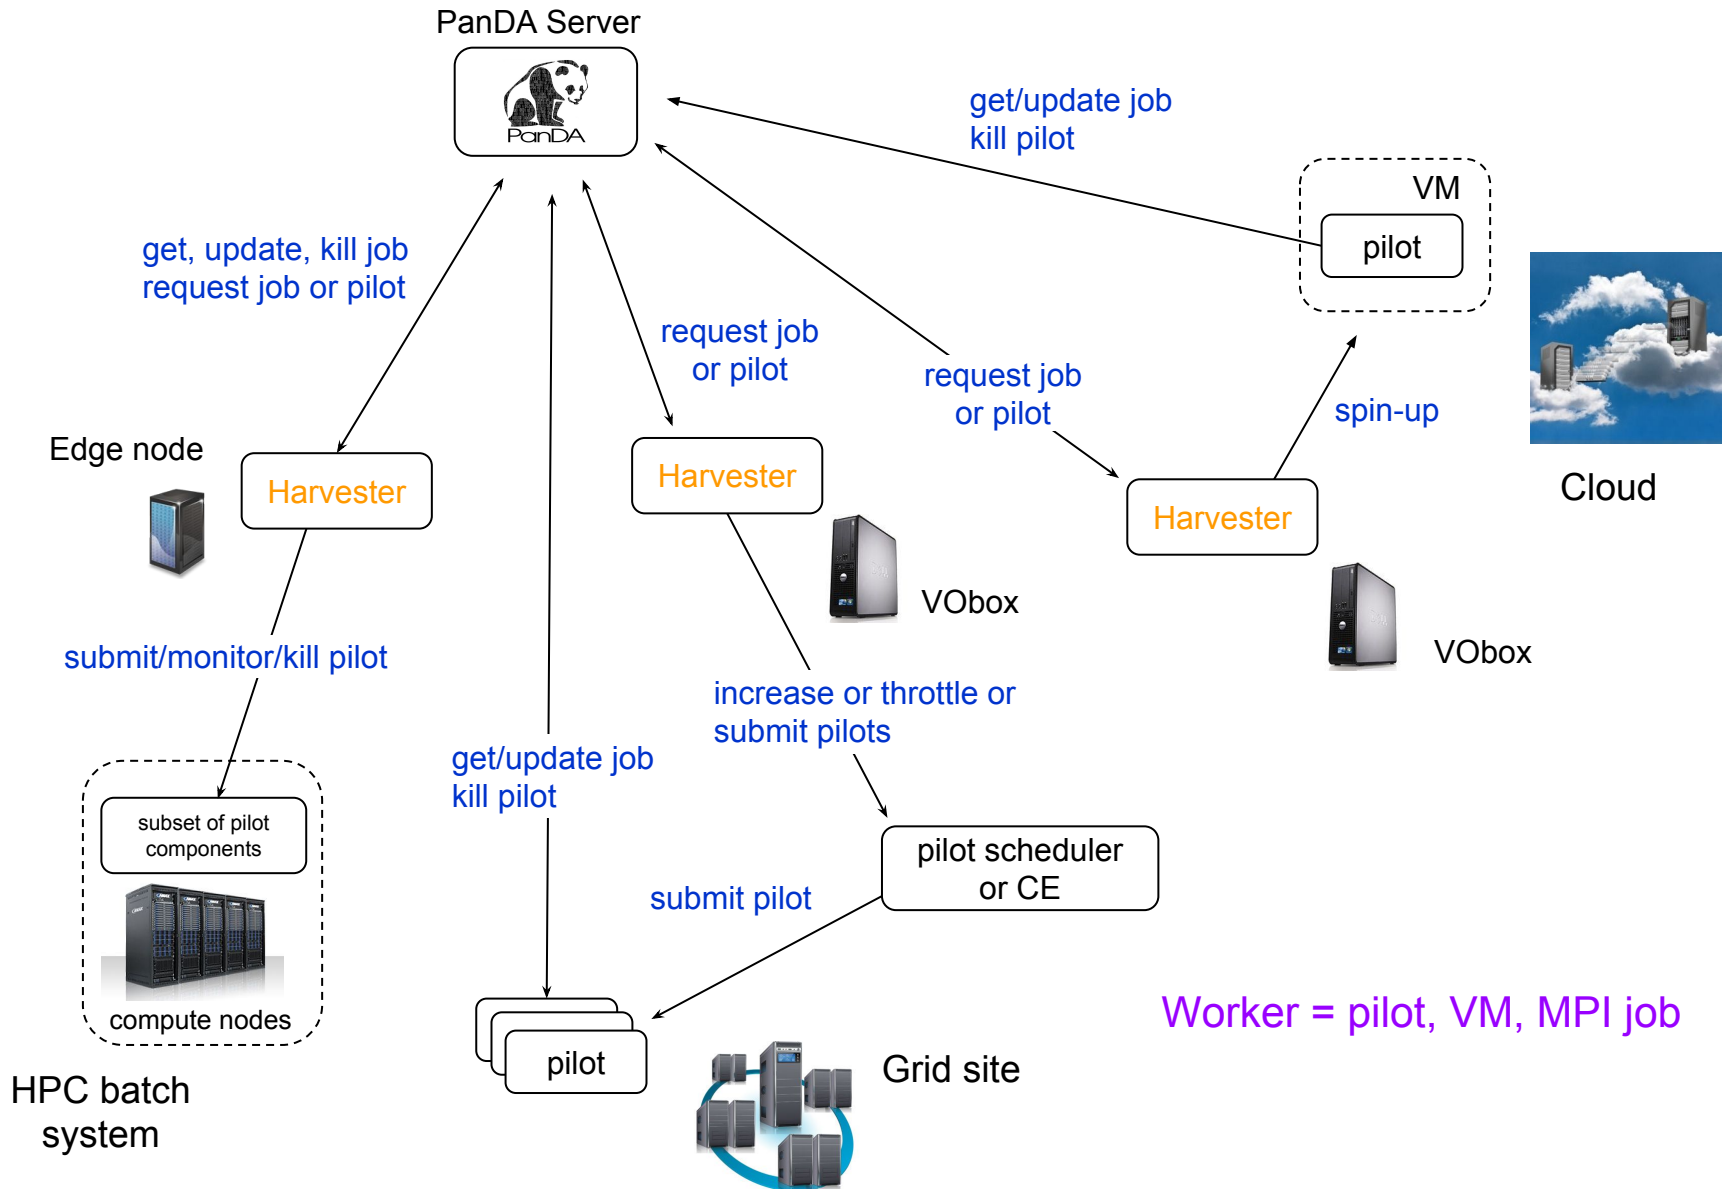 PanDA Server
PanDA
get/update job
kill pilot
VM
pilot
get, update, kill job
request job or pilot
request job
or pilot
request job
or pilot
spin-up
Edge node
Harvester
Harvester
Harvester
Cloud
VObox
VObox
submit/monitor/kill pilot
increase or throttle or
submit pilots
get/update job
kill pilot
subset of pilot
components
pilot scheduler
or CE
submit pilot
compute nodes
Worker = pilot, VM, MPI job
pilot
Grid site
HPC batch
system